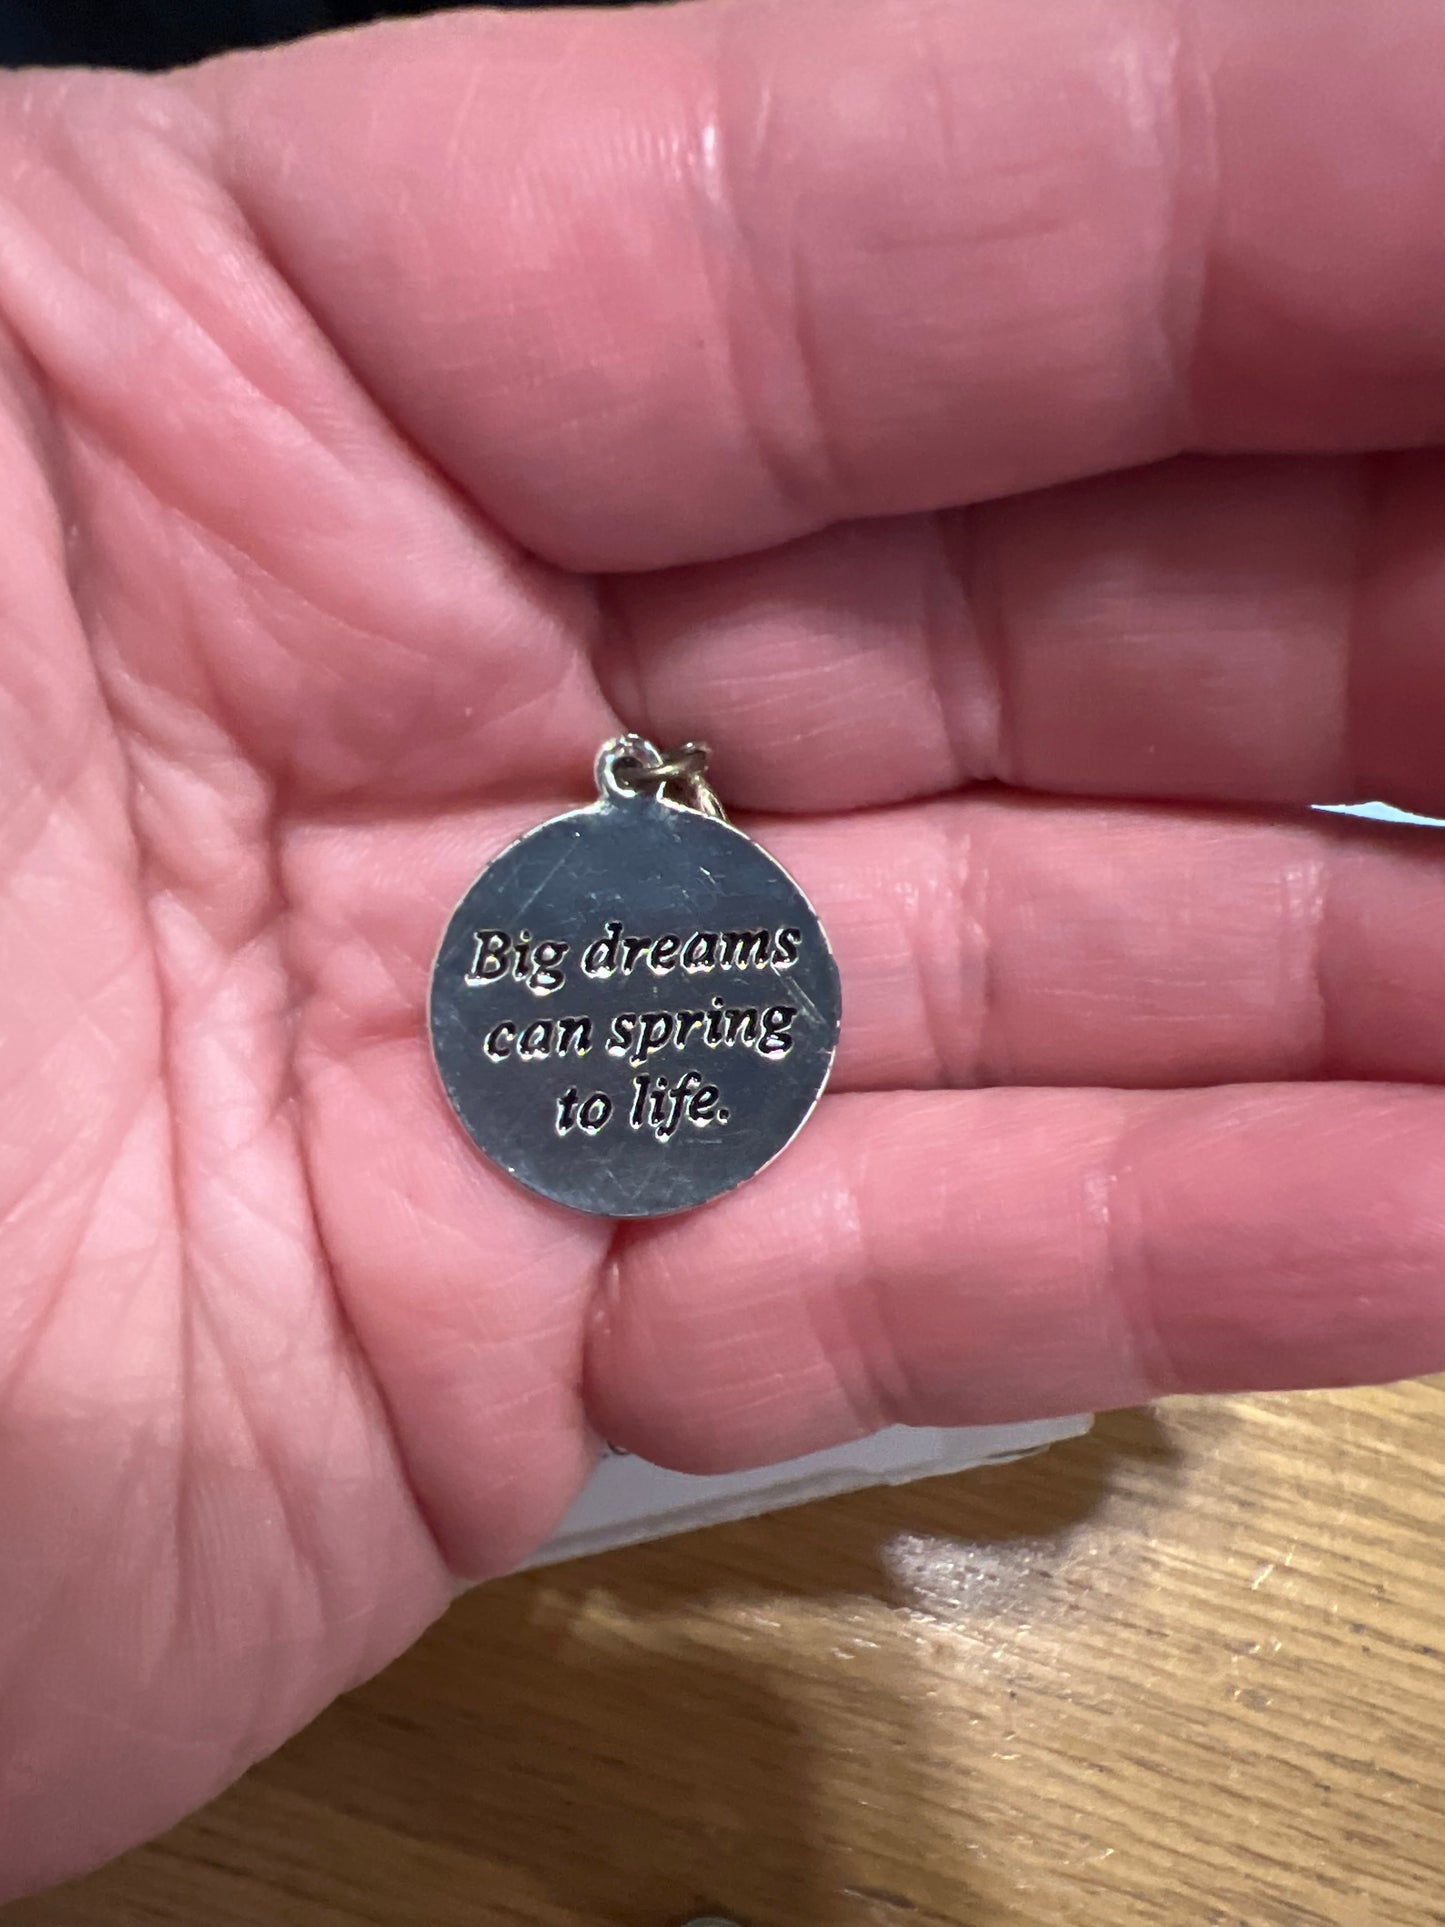 Big dreams
can spring
to life.